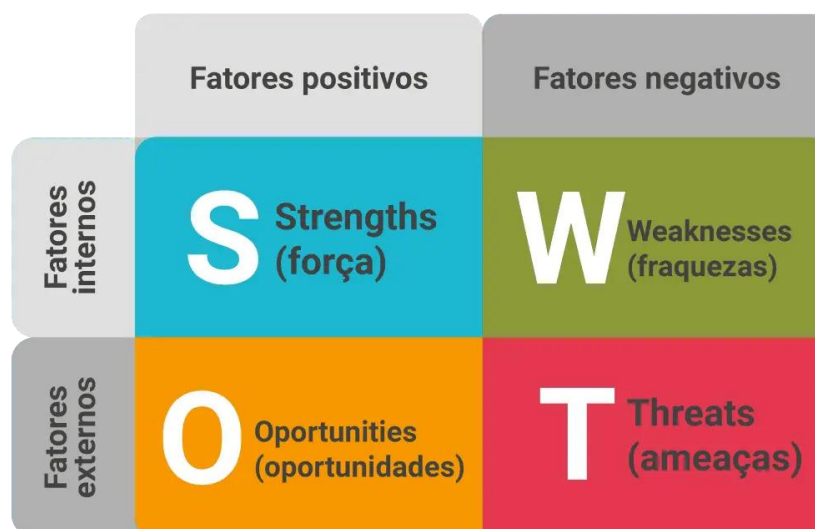 Fatores positivos
Fatores negativos
Fatores
internos
S
Strengths
(força)
W
Weaknesses
(fraquezas)
Fatores
externos
O
Oportunities
(oportunidades)
T
Threats
(ameaças)